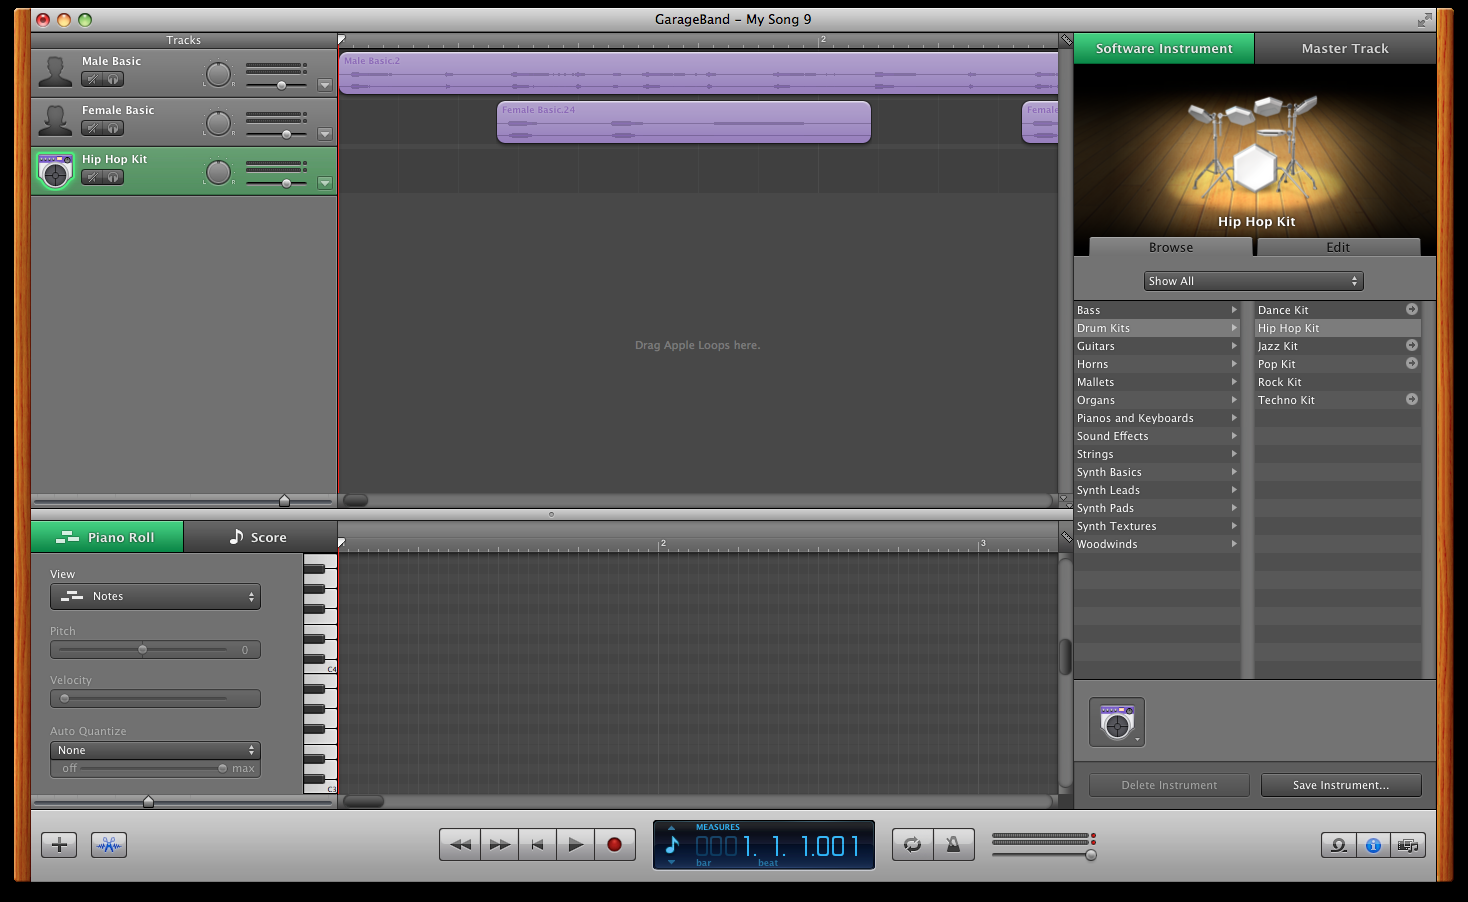 GarageBand – My Song 9
Tracks
2
Software Instrument
Master Track
Male Basic
L R
Male Basic.2
Female Basic
L R
Female Basic.24
Female
Hip Hop Kit
L R
Hip Hop Kit
Browse
Edit
Show All
Drag Apple Loops here.
Bass
Dance Kit
Drum Kits
Hip Hop Kit
Guitars
Jazz Kit
Horns
Pop Kit
Mallets
Rock Kit
Organs
Techno Kit
Pianos and Keyboards
Sound Effects
Strings
Synth Basics
Synth Leads
Synth Pads
Synth Textures
Woodwinds
Piano Roll
Score
2
3
View
Notes
Pitch
0
Velocity
Auto Quantize
None
off
max
C4
C3
Delete Instrument
Save Instrument...
MEASURES
0001. 1. 1.001
bar
beat